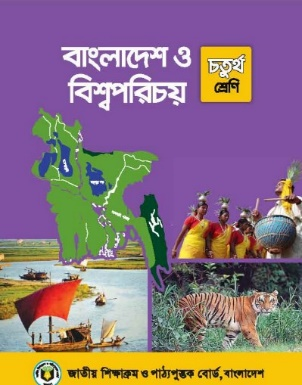 বাংলাদেশ ও
বিশ্বপরিচয়
চতুর্থ
শ্রেণি
জাতীয় শিক্ষাক্রম ও পাঠ্যপুস্তক বোর্ড, বাংলাদেশ